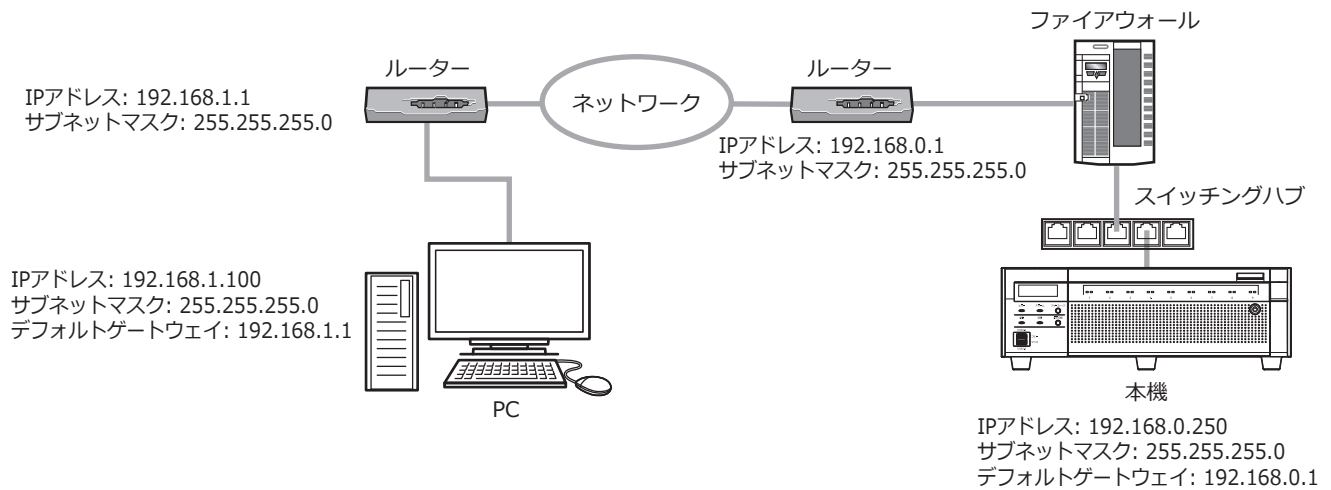 ファイアウォール
ルーター
ルーター
ネットワーク
IPアドレス: 192.168.1.1
サブネットマスク: 255.255.255.0
IPアドレス: 192.168.0.1
サブネットマスク: 255.255.255.0
スイッチングハブ
IPアドレス: 192.168.1.100
サブネットマスク: 255.255.255.0
デフォルトゲートウェイ: 192.168.1.1
PC
本機
IPアドレス: 192.168.0.250
サブネットマスク: 255.255.255.0
デフォルトゲートウェイ: 192.168.0.1